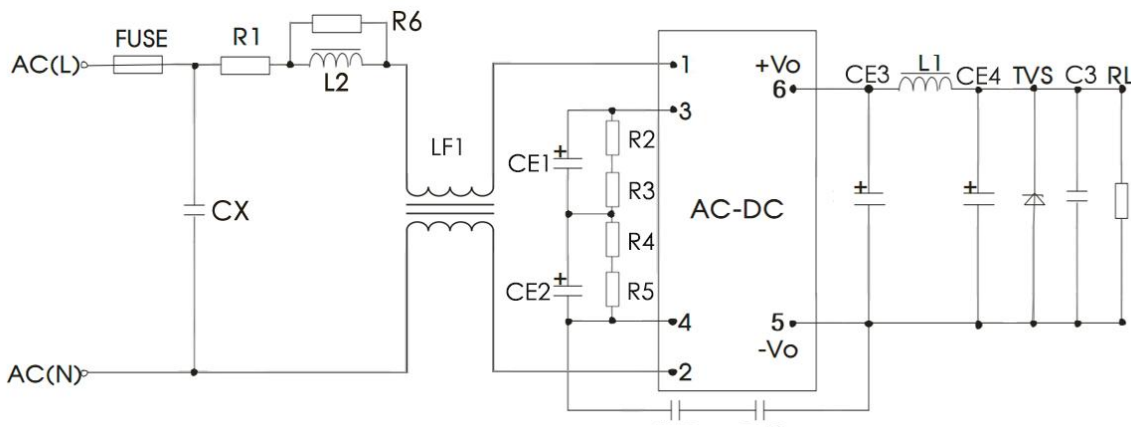 FUSE R1 R6
AC(L) L2
LF1
CX
AC(N)
1
3
CE1 R2
R3
R4
CE2 R5
4
2
AC-DC
+Vo
6
5
-Vo
CE3 L1 CE4 TVS C3 RL
+
+
+
+